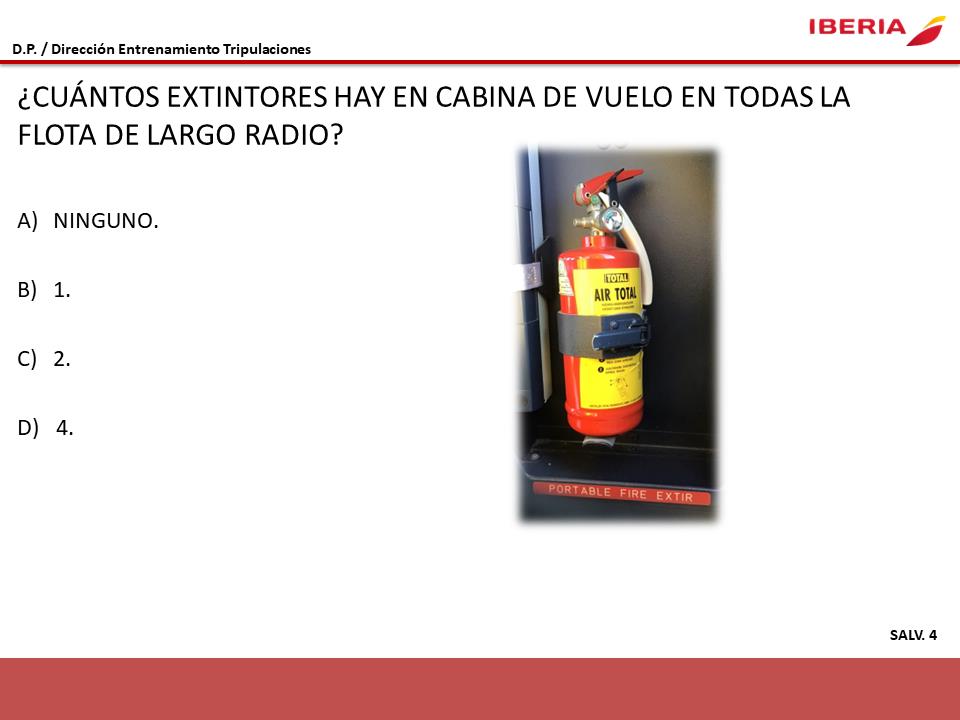 IBERIA
D.P. / Dirección Entrenamiento Tripulaciones
¿CUÁNTOS EXTINTORES HAY EN CABINA DE VUELO EN TODAS LA
FLOTA DE LARGO RADIO?
A) NINGUNO.
B) 1.
C) 2.
D) 4.
TOTAL
AIR TOTAL
PORTABLE FIRE EXTIR
SALV. 4